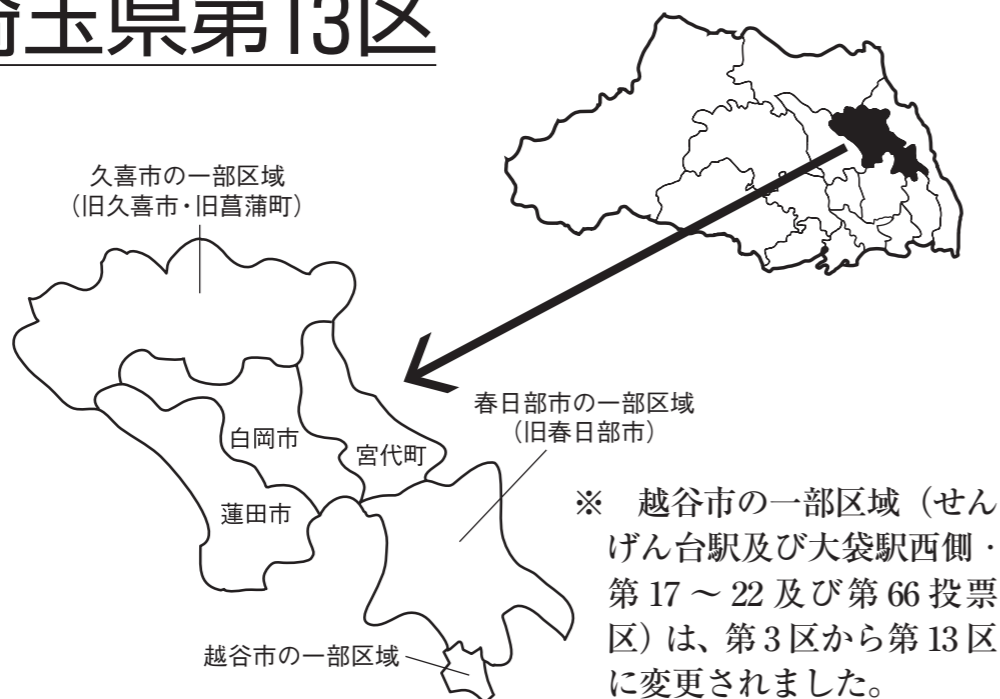 埼玉県第13区
久喜市の一部区域
(旧久喜市・旧菖蒲町)
春日部市の一部区域
(旧春日部市)
白岡市
宮代町
蓮田市
越谷市の一部区域
※ 越谷市の一部区域(せん
げん台駅及び大袋駅西側・
第17~22及び第66投票
区)は、第3区から第13区
に変更されました。